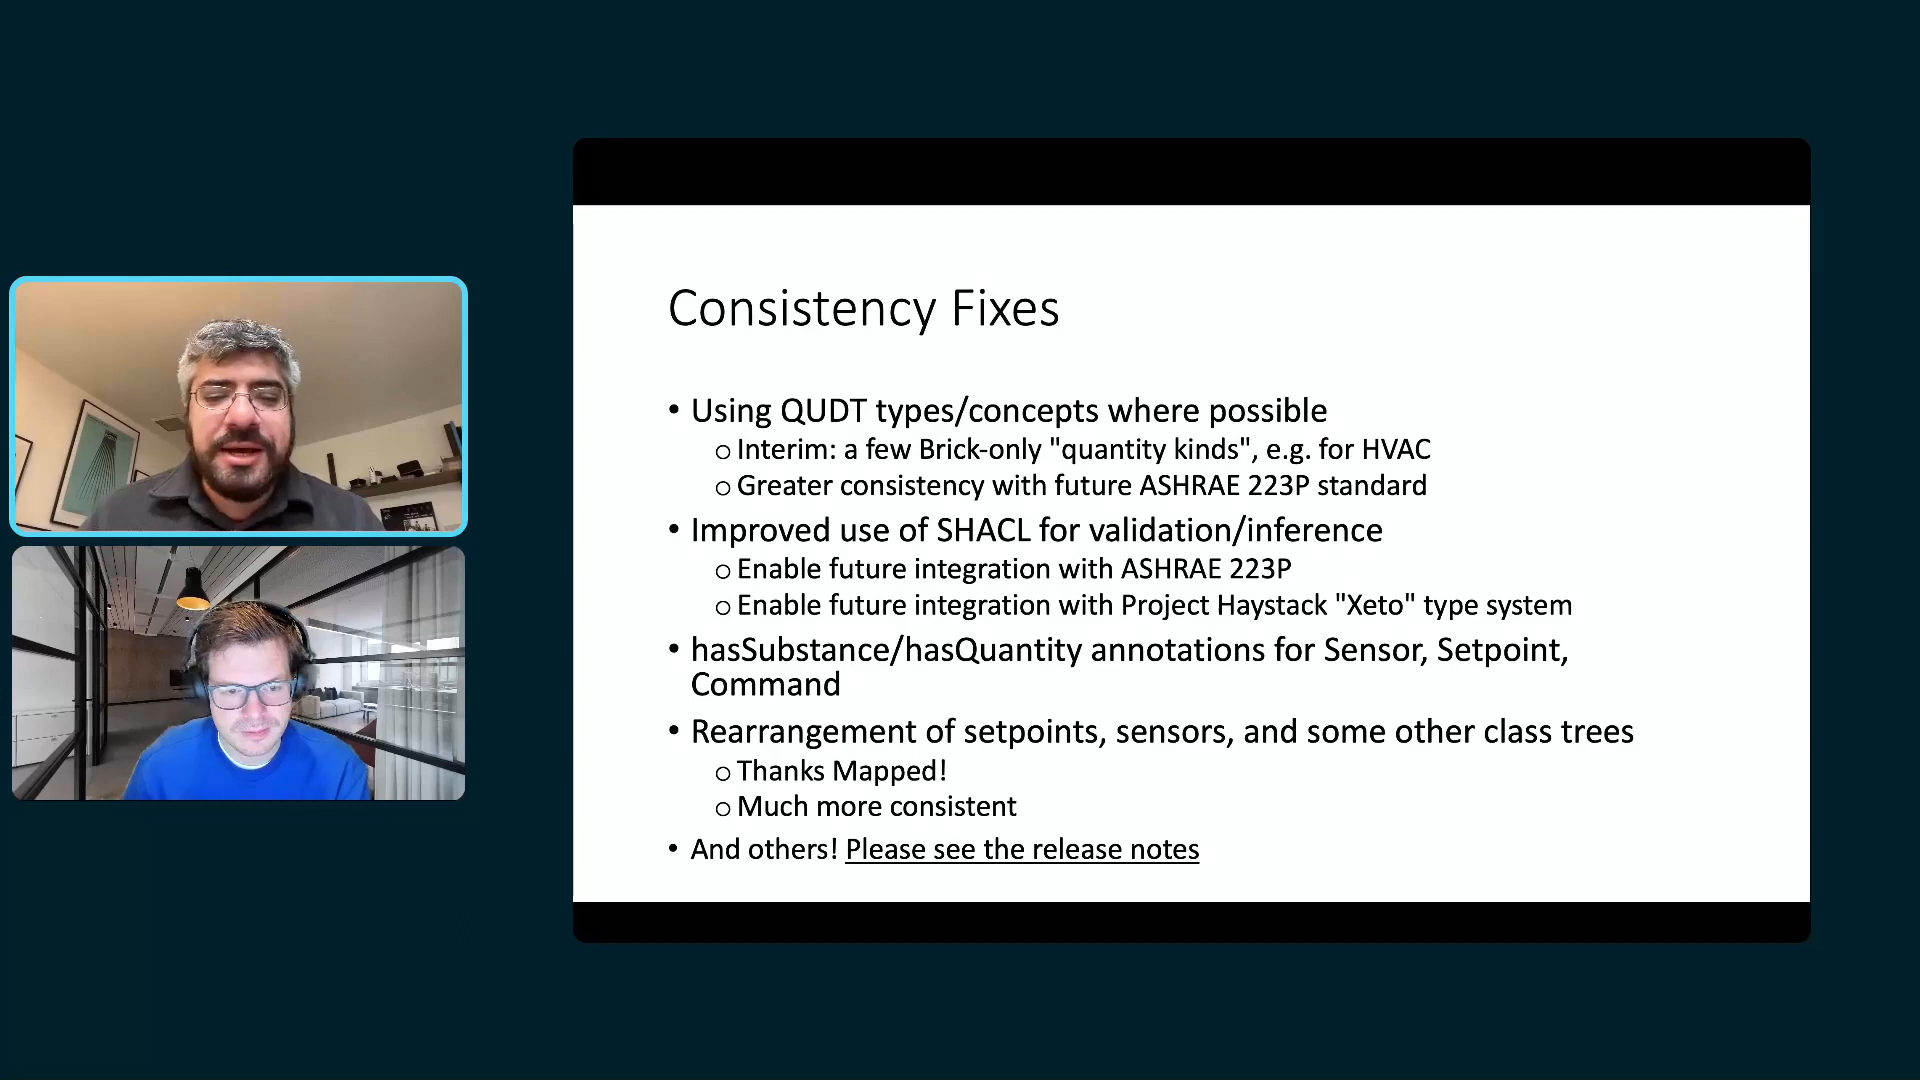 Consistency Fixes
• Using QUDT types/concepts where possible
o Interim: a few Brick-only "quantity kinds", e.g. for HVAC
o Greater consistency with future ASHRAE 223P standard
• Improved use of SHACL for validation/inference
o Enable future integration with ASHRAE 223P
o Enable future integration with Project Haystack "Xeto" type system
• hasSubstance/hasQuantity annotations for Sensor, Setpoint,
Command
• Rearrangement of setpoints, sensors, and some other class trees
o Thanks Mapped!
o Much more consistent
• And others! Please see the release notes